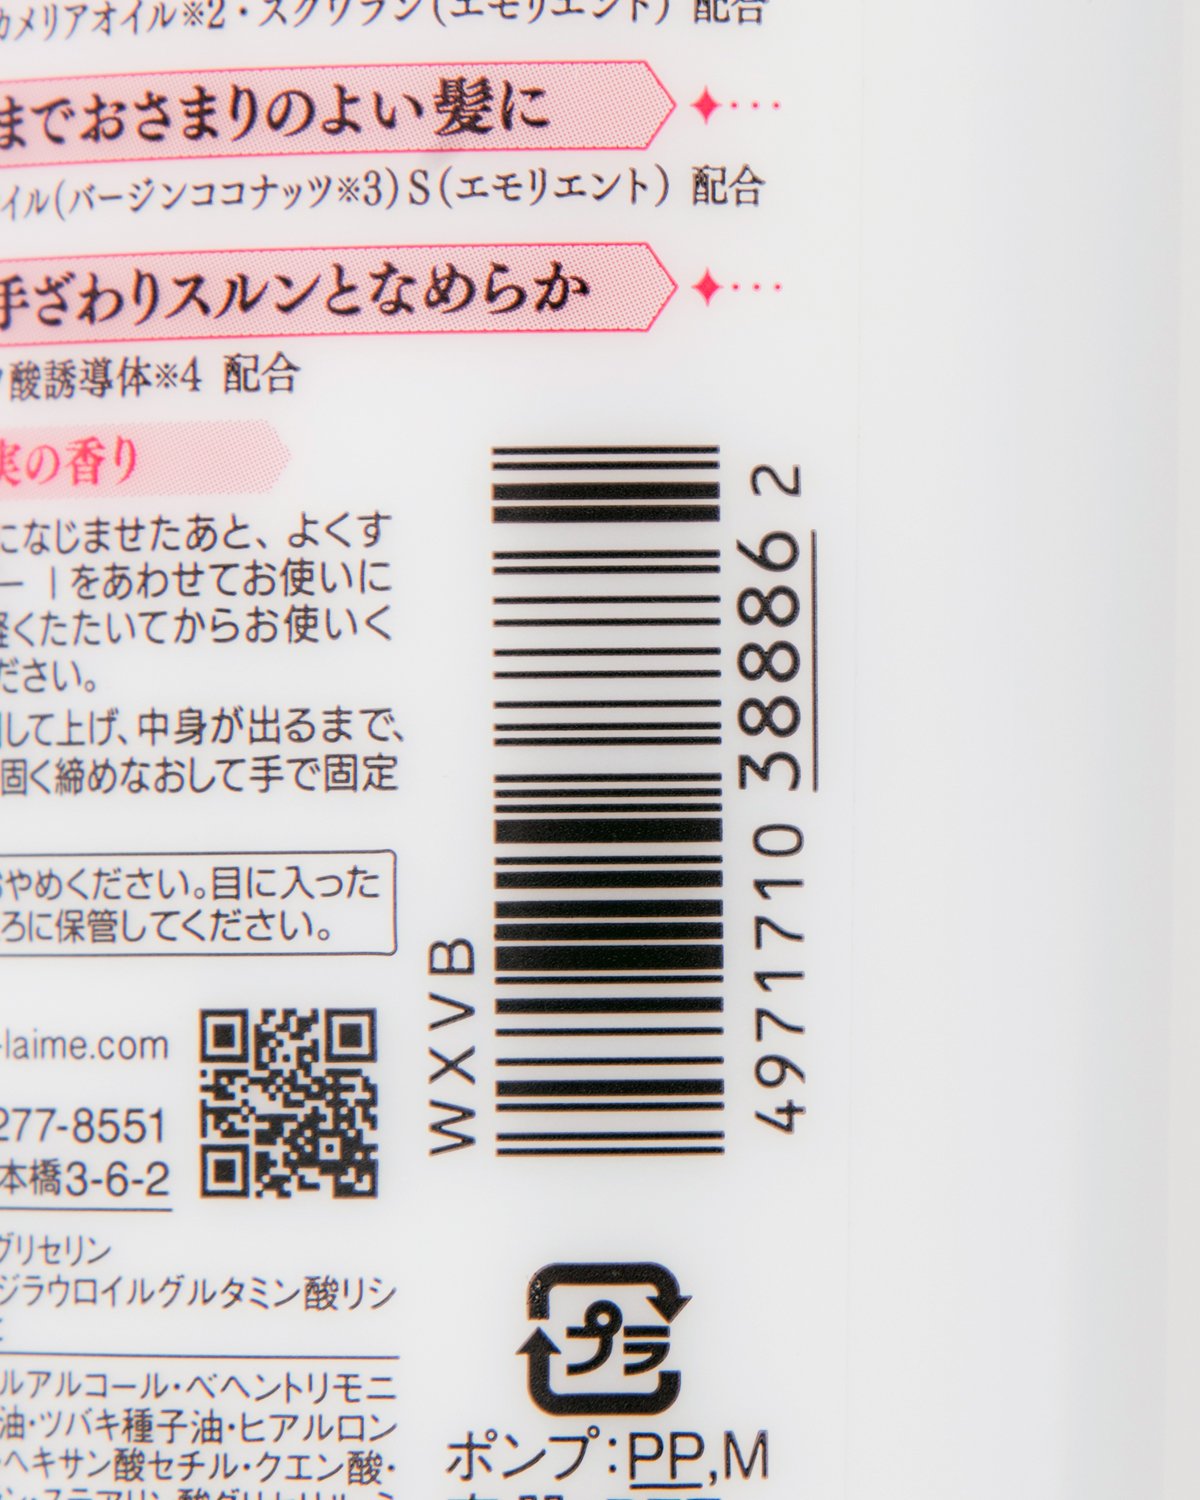 カメリアオイル※2・スクワラン(エモリエント) 配合
までおさまりのよい髪に
イル(バージンココナッツ※3)S(エモリエント) 配合
手ざわりスルンとなめらか
酸誘導体※4 配合
実の香り
になじませたあと、よくす
ー |をあわせてお使いに
軽くたたいてからお使いく
ださい。
して上げ、中身が出るまで、
固く締めなおして手で固定
おやめください。目に入った
ろに保管してください。
-laime.com
277-8551
本橋3-6-2
グリセリン
ジラウロイルグルタミン酸リシ
ルアルコール・ベヘントリモニ
油・ツバキ種子油・ヒアルロン
ヘキサン酸セチル・クエン酸・
WXVB
4971710 388862
プラ
ポンプ:PP,M